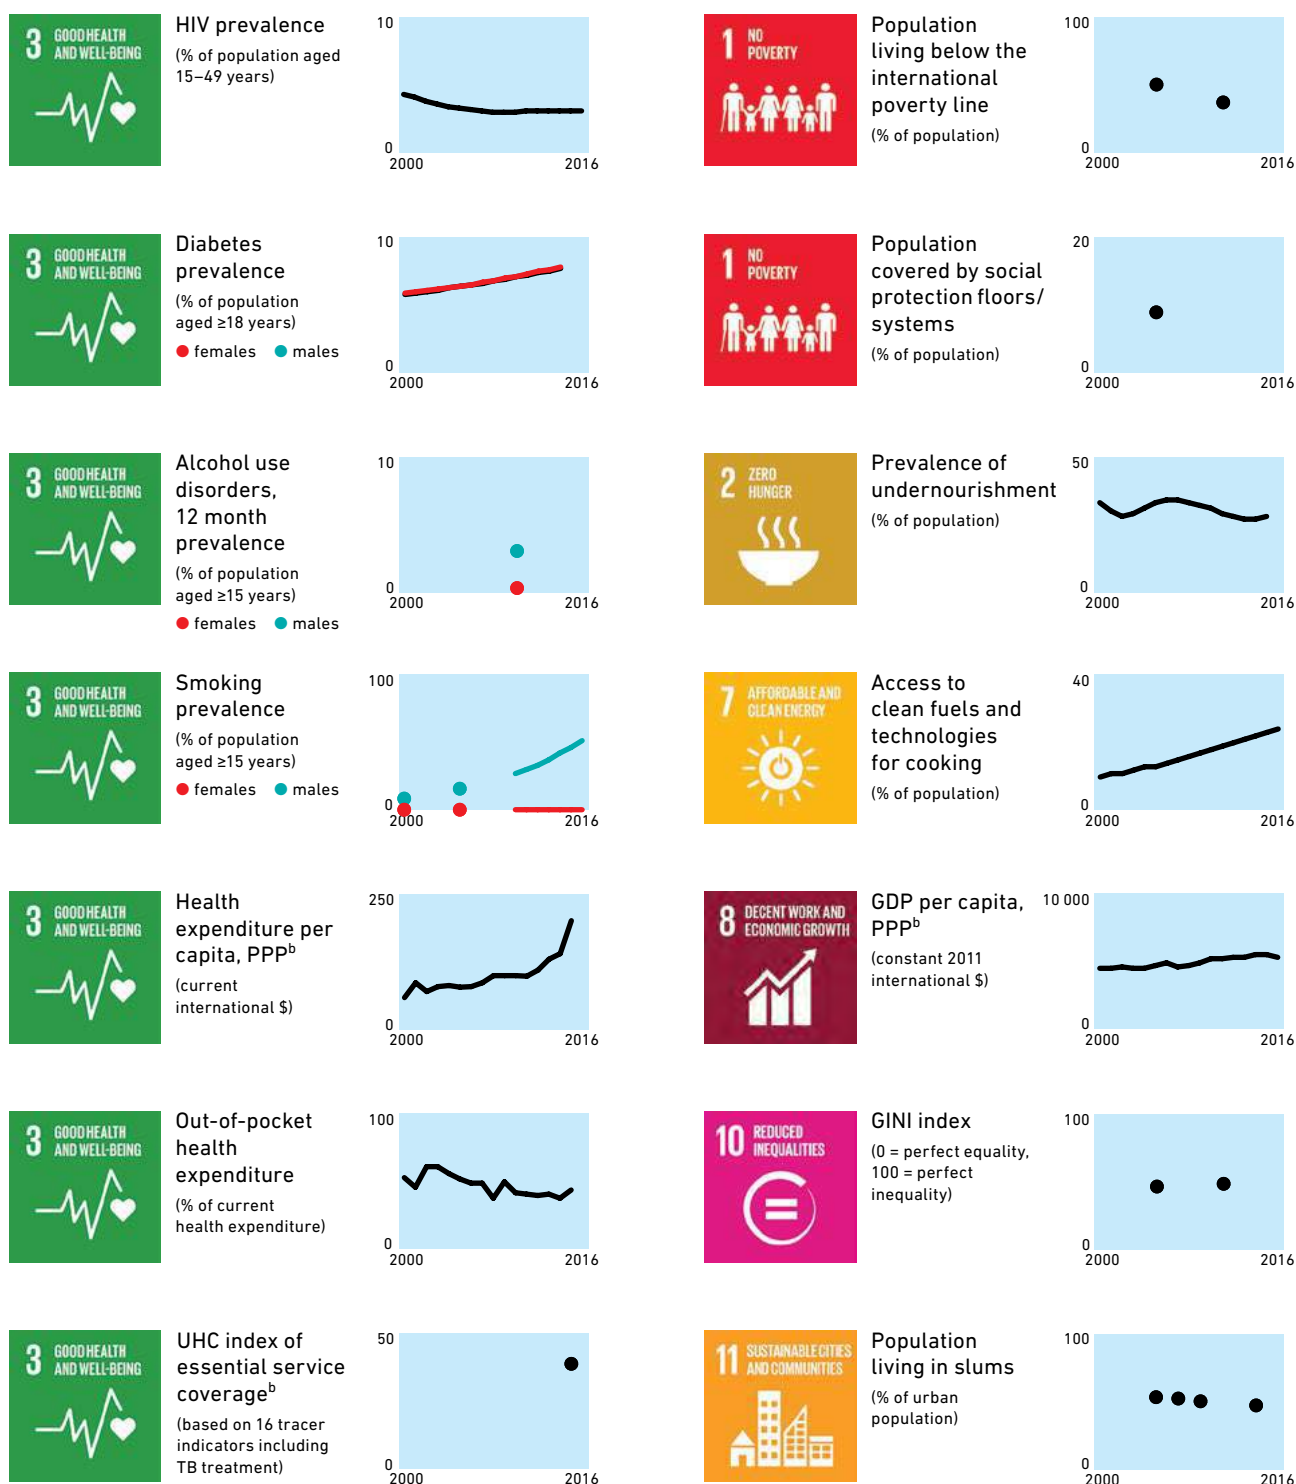 3 GOOD HEALTH
AND WELL-BEING
HIV prevalence
(% of population aged
15–49 years)
10
0
2000 2016
3 GOOD HEALTH
AND WELL-BEING
Diabetes
prevalence
(% of population
aged ≥18 years)
females males
10
0
2000 2016
3 GOOD HEALTH
AND WELL-BEING
Alcohol use
disorders,
12 month
prevalence
(% of population
aged ≥15 years)
females males
10
0
2000 2016
3 GOOD HEALTH
AND WELL-BEING
Smoking
prevalence
(% of population
aged ≥15 years)
females males
100
0
2000 2016
3 GOOD HEALTH
AND WELL-BEING
Health
expenditure per
capita, PPPᵇ
(current
international $)
250
0
2000 2016
3 GOOD HEALTH
AND WELL-BEING
Out-of-pocket
health
expenditure
(% of current
health expenditure)
100
0
2000 2016
3 GOOD HEALTH
AND WELL-BEING
UHC index of
essential service
coverageᵇ
(based on 16 tracer
indicators including
TB treatment)
50
0
2000 2016
1 NO
POVERTY
Population
living below the
international
poverty line
(% of population)
100
0
2000 2016
1 NO
POVERTY
Population
covered by social
protection floors/
systems
(% of population)
20
0
2000 2016
2 ZERO
HUNGER
Prevalence of
undernourishment
(% of population)
50
0
2000 2016
7 AFFORDABLE AND
CLEAN ENERGY
Access to
clean fuels and
technologies
for cooking
(% of population)
40
0
2000 2016
8 DECENT WORK AND
ECONOMIC GROWTH
GDP per capita,
PPPᵇ
(constant 2011
international $)
10 000
0
2000 2016
10 REDUCED
INEQUALITIES
GINI index
(0 = perfect equality,
100 = perfect
inequality)
100
0
2000 2016
11 SUSTAINABLE CITIES
AND COMMUNITIES
Population
living in slums
(% of urban
population)
100
0
2000 2016